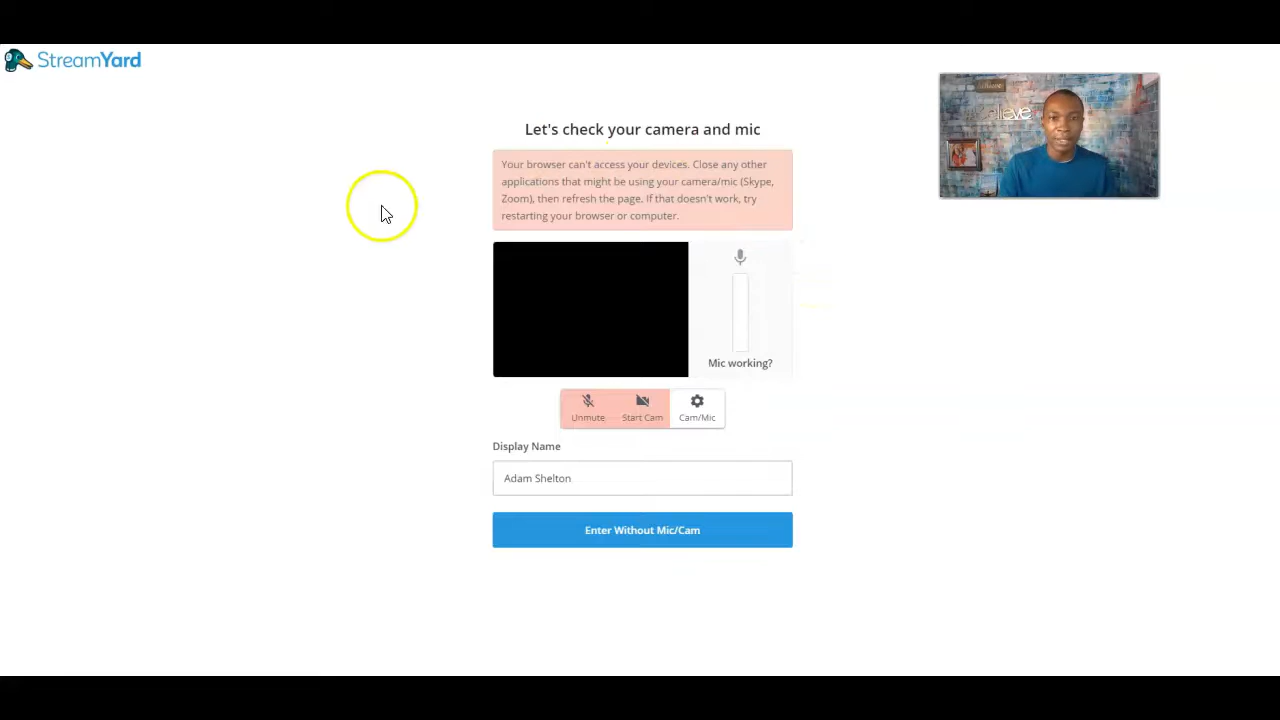 StreamYard
Let's check your camera and mic
Your browser can't access your devices. Close any other
applications that might be using your camera/mic (Skype,
Zoom), then refresh the page. If that doesn't work, try
restarting your browser or computer.
Mic working?
Unmute
Start Cam
Cam/Mic
Display Name
Adam Shelton
Enter Without Mic/Cam